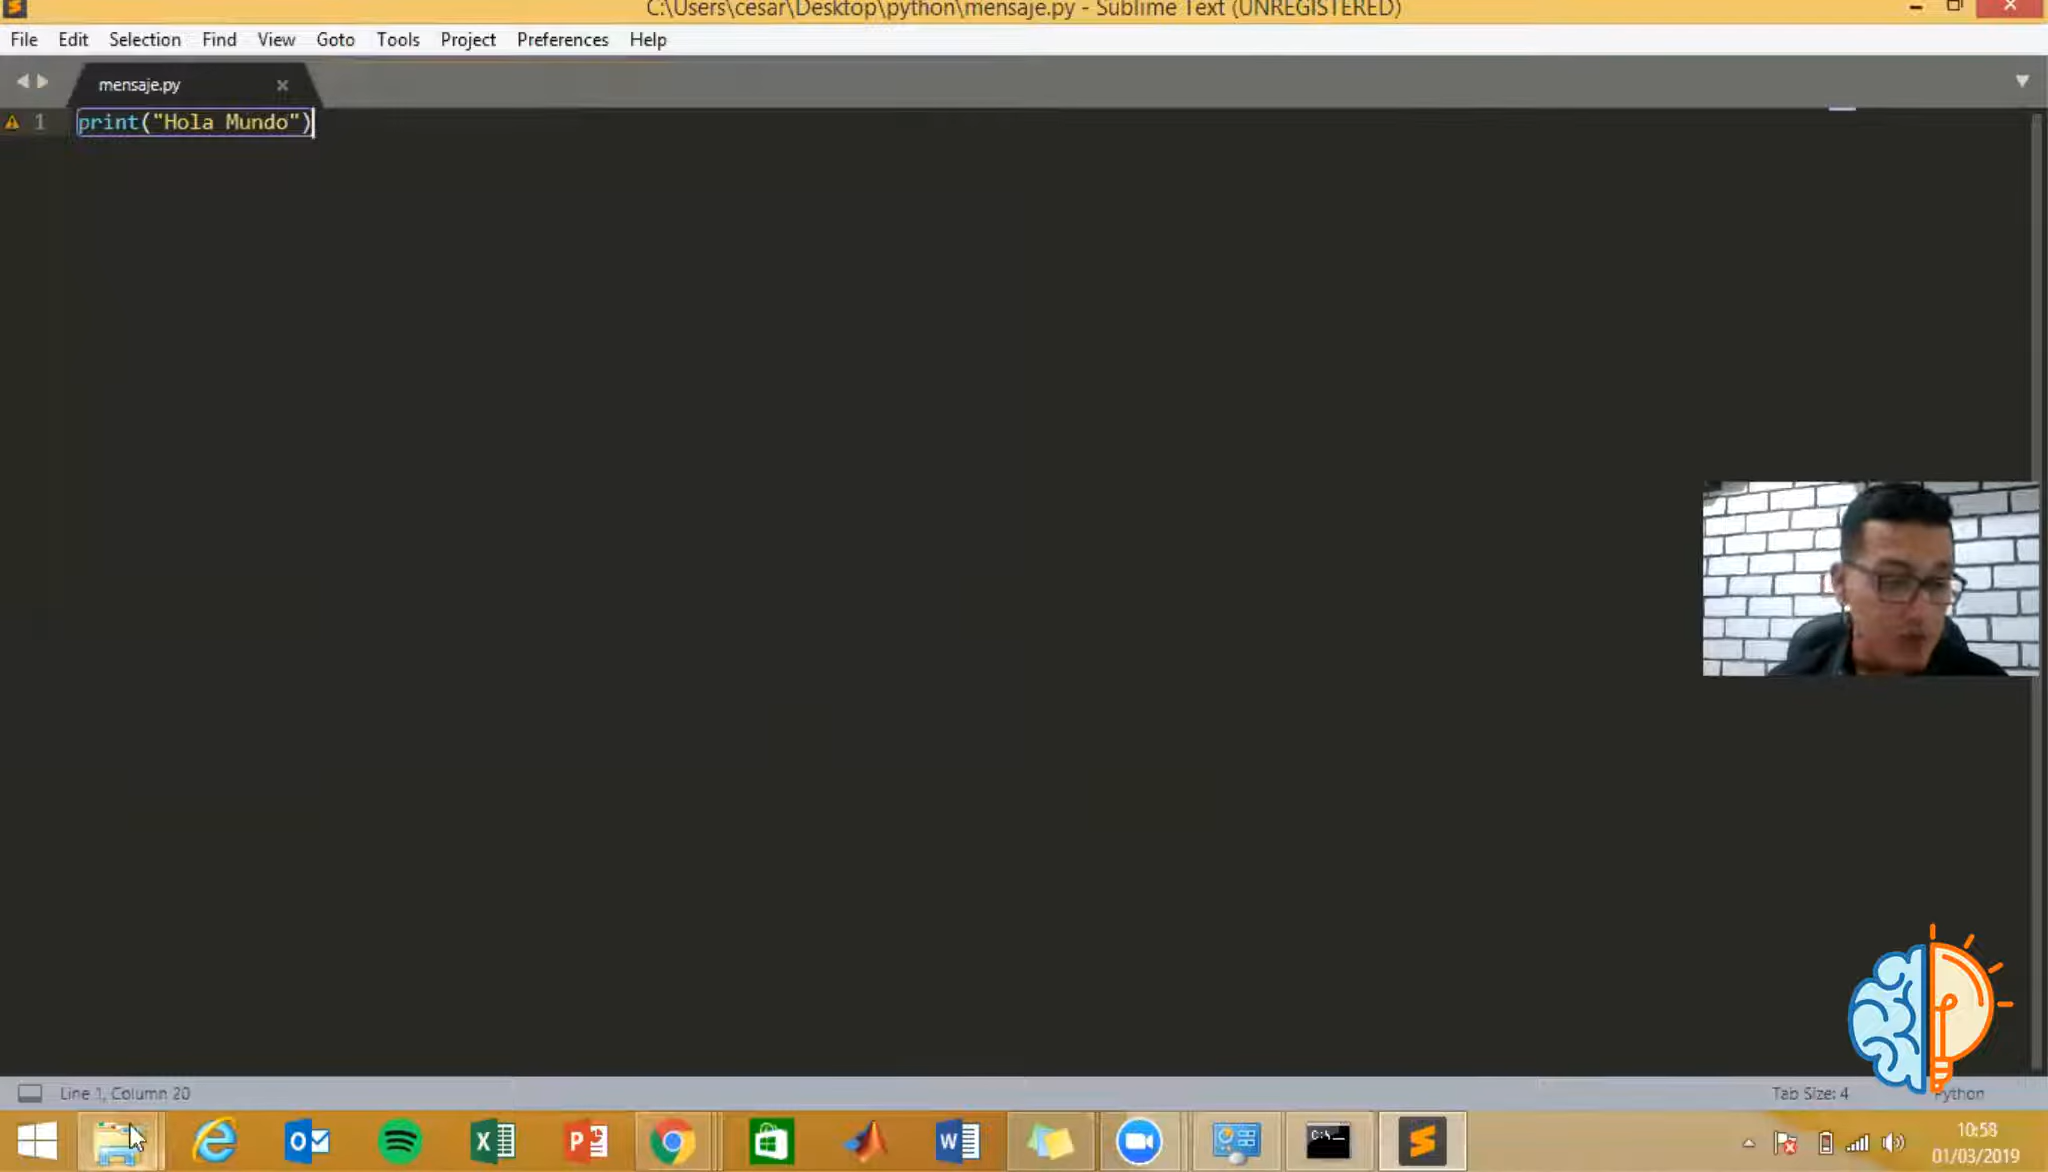 C:\Users\cesar\Desktop\python\mensaje.py - Sublime Text (UNREGISTERED)
File Edit Selection Find View Goto Tools Project Preferences Help
mensaje.py
1 print("Hola Mundo")
Line 1, Column 20
Tab Size: 4
Python
10:58
01/03/2019